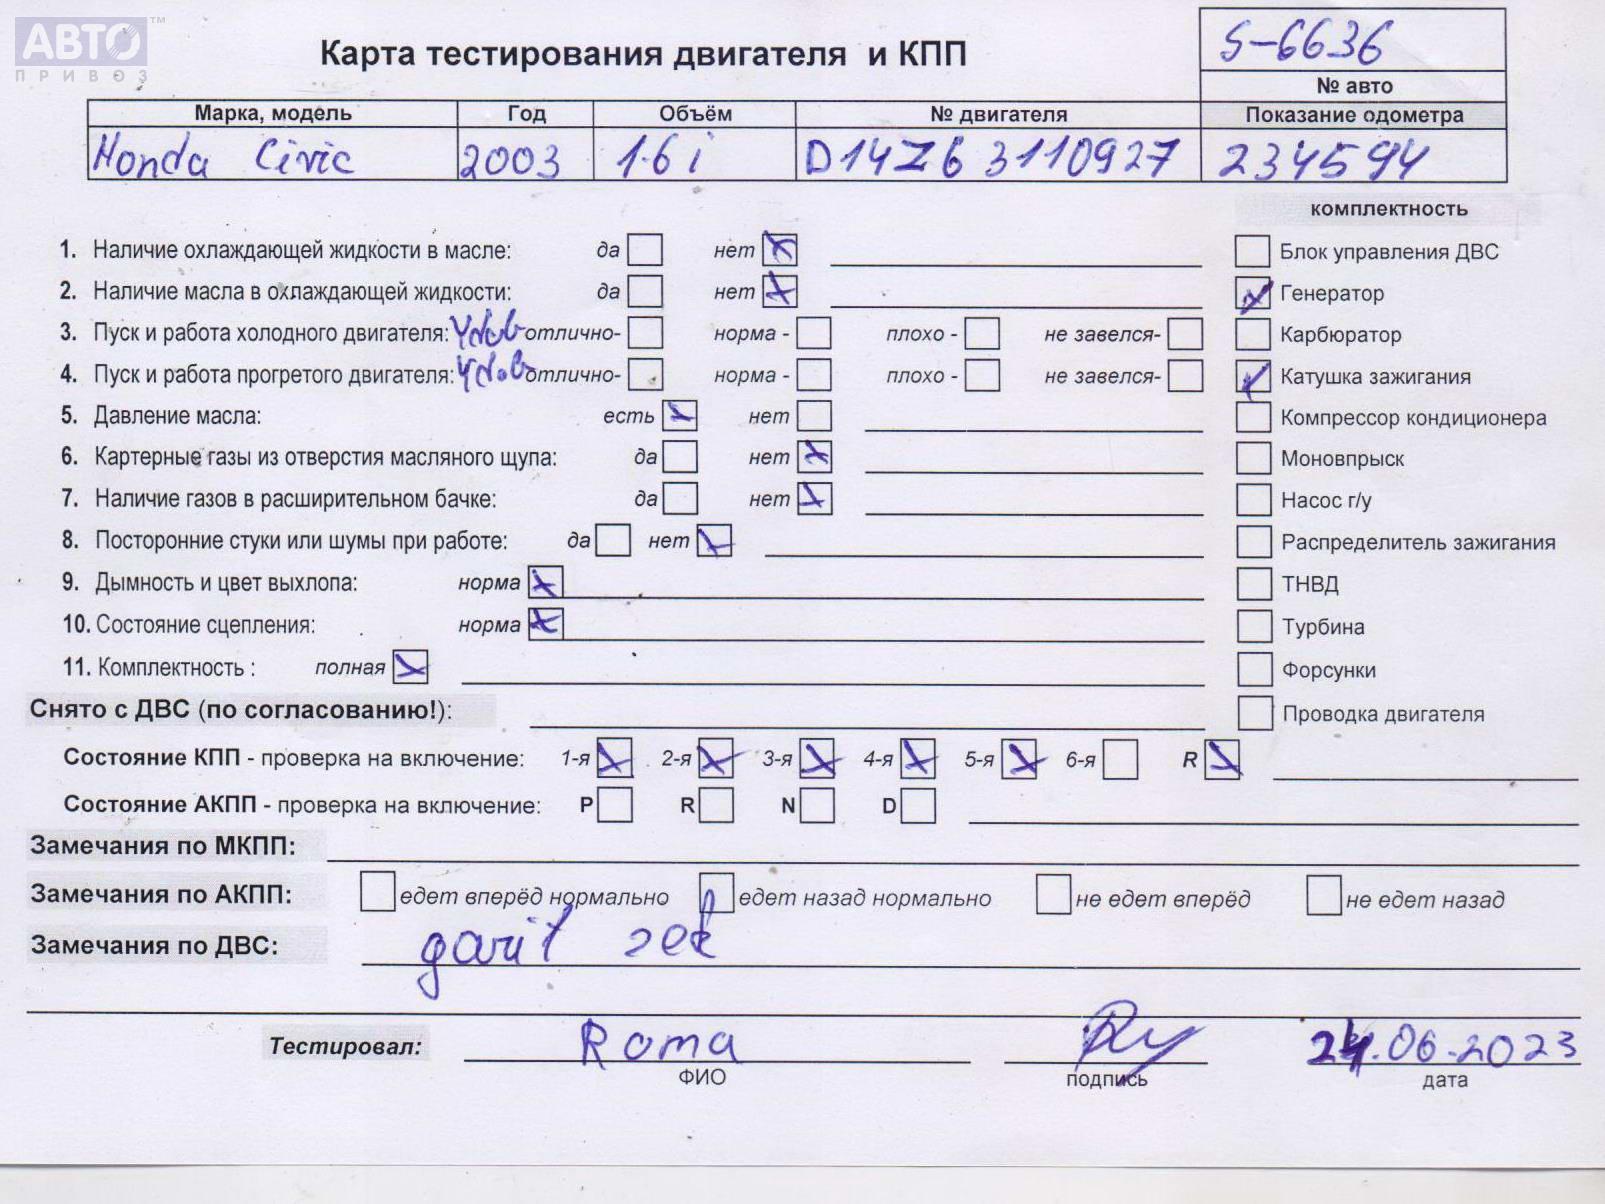 АВТО ™
ПРИВОЗ
Карта тестирования двигателя и КПП
S-6636
№ авто
Марка, модель Год Объём № двигателя Показание одометра
Honda Civic 2003 1.6 i D14Z6 3110927 234594
комплектность
1. Наличие охлаждающей жидкости в масле: да нет
Блок управления ДВС
2. Наличие масла в охлаждающей жидкости: да нет
Генератор
3. Пуск и работа холодного двигателя: отлично- норма - плохо - не завелся-
Карбюратор
4. Пуск и работа прогретого двигателя: отлично- норма - плохо - не завелся-
Катушка зажигания
5. Давление масла: есть нет
Компрессор кондиционера
6. Картерные газы из отверстия масляного щупа: да нет
Моновпрыск
7. Наличие газов в расширительном бачке: да нет
Насос г/у
8. Посторонние стуки или шумы при работе: да нет
Распределитель зажигания
9. Дымность и цвет выхлопа: норма
ТНВД
10. Состояние сцепления: норма
Турбина
11. Комплектность : полная
Форсунки
Снято с ДВС (по согласованию!):
Проводка двигателя
Состояние КПП - проверка на включение: 1-я 2-я 3-я 4-я 5-я 6-я R
Состояние АКПП - проверка на включение: P R N D
Замечания по МКПП:
Замечания по АКПП: едет вперёд нормально едет назад нормально не едет вперёд не едет назад
Замечания по ДВС:
Тестировал: Roma .06.2023
ФИО подпись дата